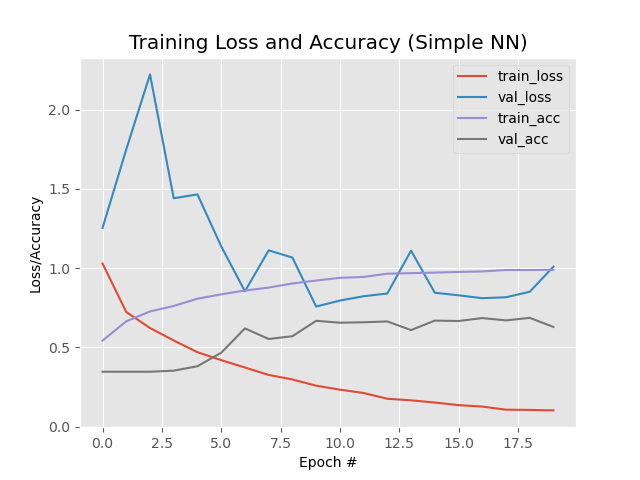 Training Loss and Accuracy (Simple NN)
train_loss
val_loss
train_acc
val_acc
2.0
1.5
1.0
0.5
0.0
Loss/Accuracy
0.0 2.5 5.0 7.5 10.0 12.5 15.0 17.5
Epoch #